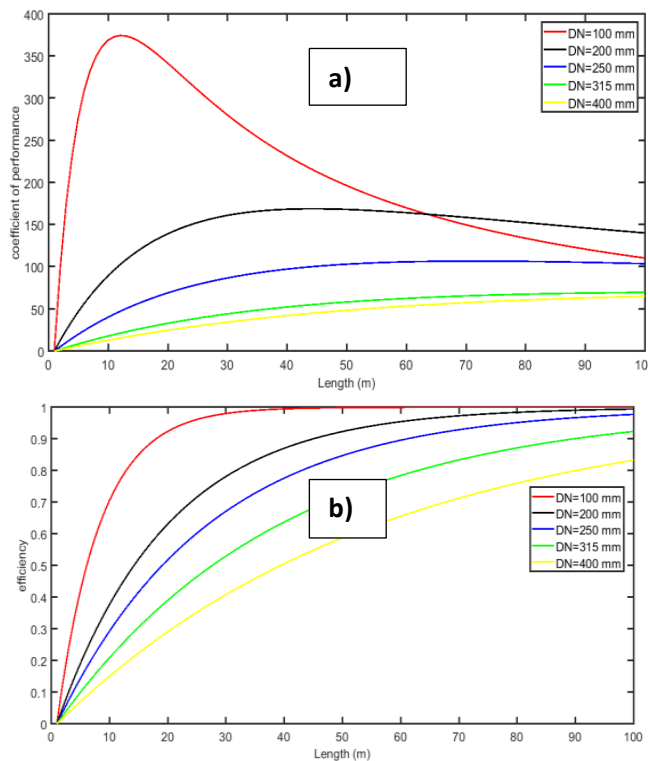 400
350
300
250
200
150
100
50
0
coefficient of performance
a)
DN=100 mm
DN=200 mm
DN=250 mm
DN=315 mm
DN=400 mm
0 10 20 30 40 50 60 70 80 90 10
Length (m)
1
0.9
0.8
0.7
0.6
0.5
0.4
0.3
0.2
0.1
0
efficiency
b)
DN=100 mm
DN=200 mm
DN=250 mm
DN=315 mm
DN=400 mm
0 10 20 30 40 50 60 70 80 90 100
Length (m)